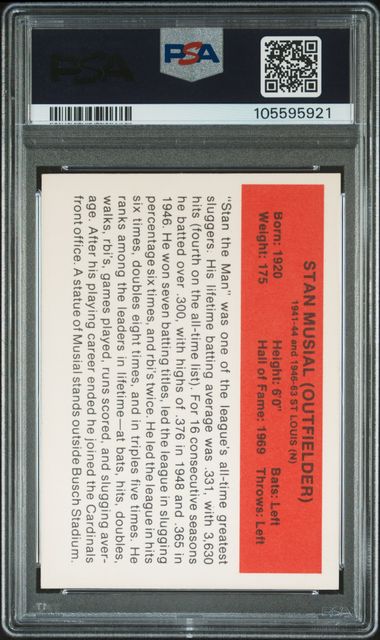 PSA
PSA
105595921
STAN MUSIAL (OUTFIELDER)
1941-44 and 1946-63 ST LOUIS (N)
Born: 1920 Height: 6'0" Bats: Left
Weight: 175 Hall of Fame: 1969 Throws: Left
"Stan the Man" was one of the league's all-time greatest
sluggers. His lifetime batting average was .331, with 3,630
hits (fourth on the all-time list). For 16 consecutive seasons
he batted over .300, with highs of .376 in 1948 and .365 in
1946. He won seven batting titles, led the league in slugging
percentage six times, and rbi's twice. He led the league in hits
six times, doubles eight times, and in triples five times. He
ranks among the leaders in lifetime—at bats, hits, doubles,
walks, rbi's, games played, runs scored, and slugging aver-
age. After his playing career ended he joined the Cardinals
front office. A statue of Musial stands outside Busch Stadium.
PSA